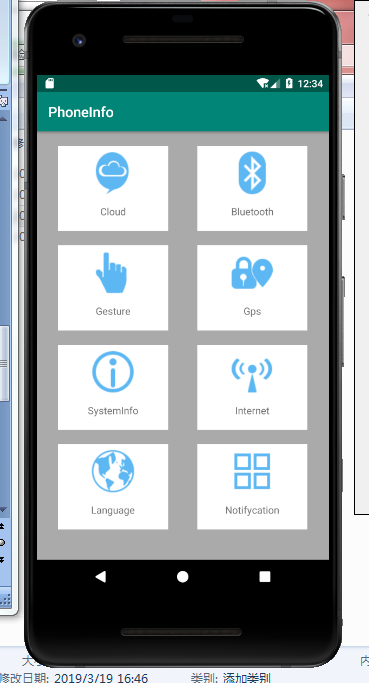 12:34
PhoneInfo
Cloud
Bluetooth
Gesture
Gps
SystemInfo
Internet
Language
Notifycation
修改日期: 2019/3/19 16:46
类别: 添加类别